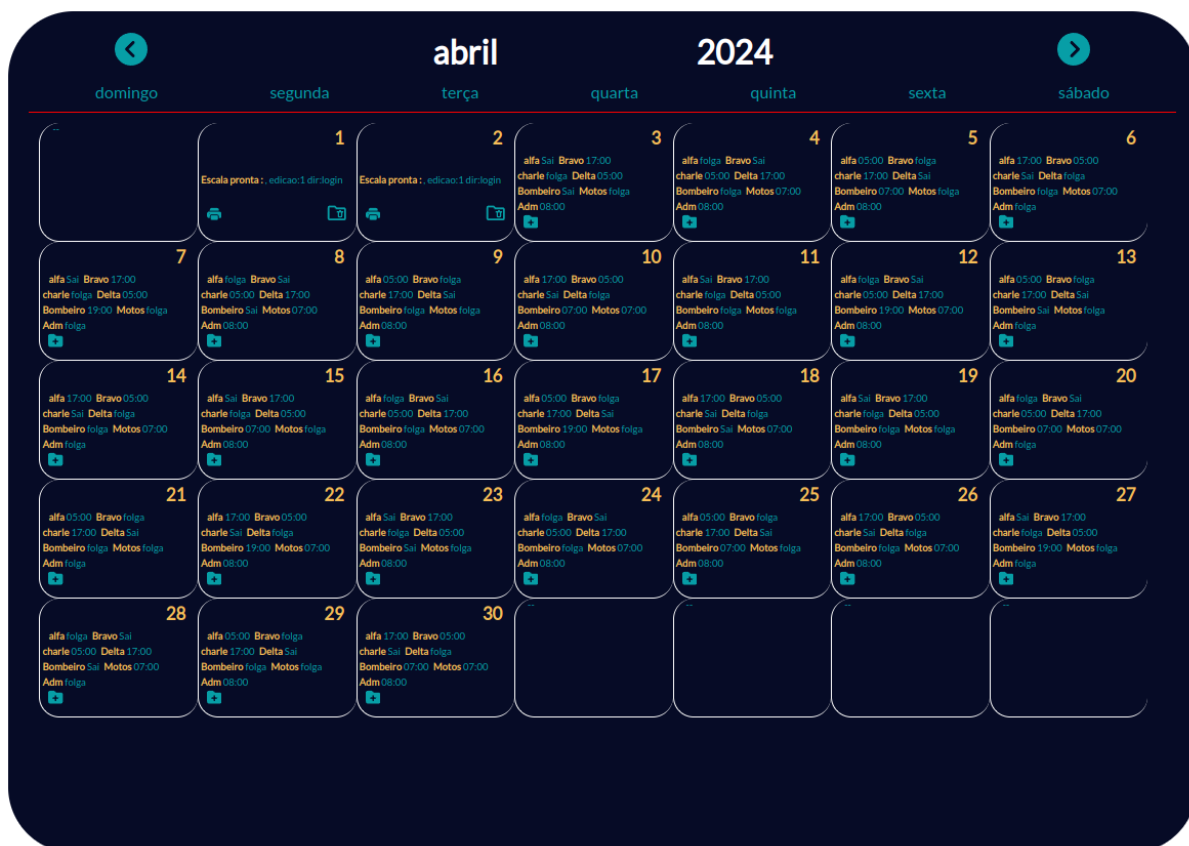 abril 2024
domingo segunda terça quarta quinta sexta sábado
--
1
Escala pronta : , edicao:1 dir:login
2
Escala pronta : , edicao:1 dir:login
3
alfa Sai Bravo 17:00
charle folga Delta 05:00
Bombeiro Sai Motos folga
Adm 08:00
4
alfa folga Bravo Sai
charle 05:00 Delta 17:00
Bombeiro folga Motos 07:00
Adm 08:00
5
alfa 05:00 Bravo folga
charle 17:00 Delta Sai
Bombeiro 07:00 Motos folga
Adm 08:00
6
alfa 17:00 Bravo 05:00
charle Sai Delta folga
Bombeiro folga Motos 07:00
Adm folga
7
alfa Sai Bravo 17:00
charle folga Delta 05:00
Bombeiro 19:00 Motos folga
Adm folga
8
alfa folga Bravo Sai
charle 05:00 Delta 17:00
Bombeiro Sai Motos 07:00
Adm 08:00
9
alfa 05:00 Bravo folga
charle 17:00 Delta Sai
Bombeiro folga Motos folga
Adm 08:00
10
alfa 17:00 Bravo 05:00
charle Sai Delta folga
Bombeiro 07:00 Motos 07:00
Adm 08:00
11
alfa Sai Bravo 17:00
charle folga Delta 05:00
Bombeiro folga Motos folga
Adm 08:00
12
alfa folga Bravo Sai
charle 05:00 Delta 17:00
Bombeiro 19:00 Motos 07:00
Adm 08:00
13
alfa 05:00 Bravo folga
charle 17:00 Delta Sai
Bombeiro Sai Motos folga
Adm folga
14
alfa 17:00 Bravo 05:00
charle Sai Delta folga
Bombeiro folga Motos 07:00
Adm folga
15
alfa Sai Bravo 17:00
charle folga Delta 05:00
Bombeiro 07:00 Motos folga
Adm 08:00
16
alfa folga Bravo Sai
charle 05:00 Delta 17:00
Bombeiro folga Motos 07:00
Adm 08:00
17
alfa 05:00 Bravo folga
charle 17:00 Delta Sai
Bombeiro 19:00 Motos folga
Adm 08:00
18
alfa 17:00 Bravo 05:00
charle Sai Delta folga
Bombeiro Sai Motos 07:00
Adm 08:00
19
alfa Sai Bravo 17:00
charle folga Delta 05:00
Bombeiro folga Motos folga
Adm 08:00
20
alfa folga Bravo Sai
charle 05:00 Delta 17:00
Bombeiro 07:00 Motos 07:00
Adm folga
21
alfa 05:00 Bravo folga
charle 17:00 Delta Sai
Bombeiro folga Motos folga
Adm folga
22
alfa 17:00 Bravo 05:00
charle Sai Delta folga
Bombeiro 19:00 Motos 07:00
Adm 08:00
23
alfa Sai Bravo 17:00
charle folga Delta 05:00
Bombeiro Sai Motos folga
Adm 08:00
24
alfa folga Bravo Sai
charle 05:00 Delta 17:00
Bombeiro folga Motos 07:00
Adm 08:00
25
alfa 05:00 Bravo folga
charle 17:00 Delta Sai
Bombeiro 07:00 Motos folga
Adm 08:00
26
alfa 17:00 Bravo 05:00
charle Sai Delta folga
Bombeiro folga Motos 07:00
Adm 08:00
27
alfa Sai Bravo 17:00
charle folga Delta 05:00
Bombeiro 19:00 Motos folga
Adm folga
28
alfa folga Bravo Sai
charle 05:00 Delta 17:00
Bombeiro Sai Motos 07:00
Adm folga
29
alfa 05:00 Bravo folga
charle 17:00 Delta Sai
Bombeiro folga Motos folga
Adm 08:00
30
alfa 17:00 Bravo 05:00
charle Sai Delta folga
Bombeiro 07:00 Motos 07:00
Adm 08:00
--
--
--
--